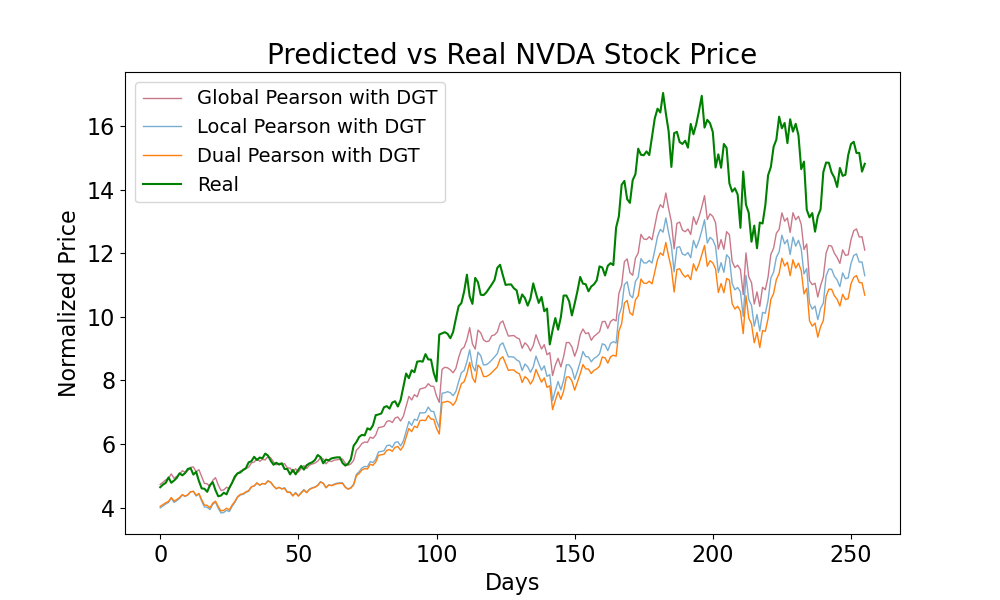 Predicted vs Real NVDA Stock Price
Global Pearson with DGT
Local Pearson with DGT
Dual Pearson with DGT
Real
Normalized Price
16
14
12
10
8
6
4
0 50 100 150 200 250
Days